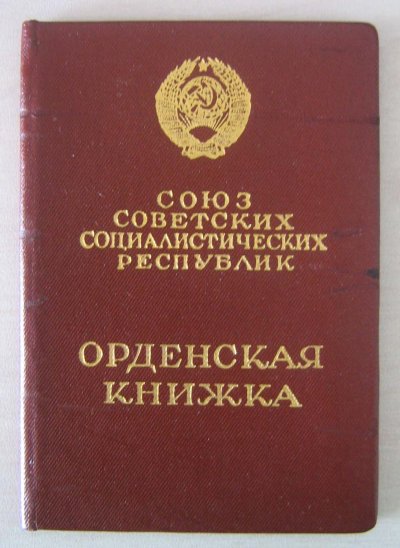 СОЮЗ
СОВЕТСКИХ
СОЦИАЛИСТИЧЕСКИХ
РЕСПУБЛИК
ОРДЕНСКАЯ
КНИЖКА